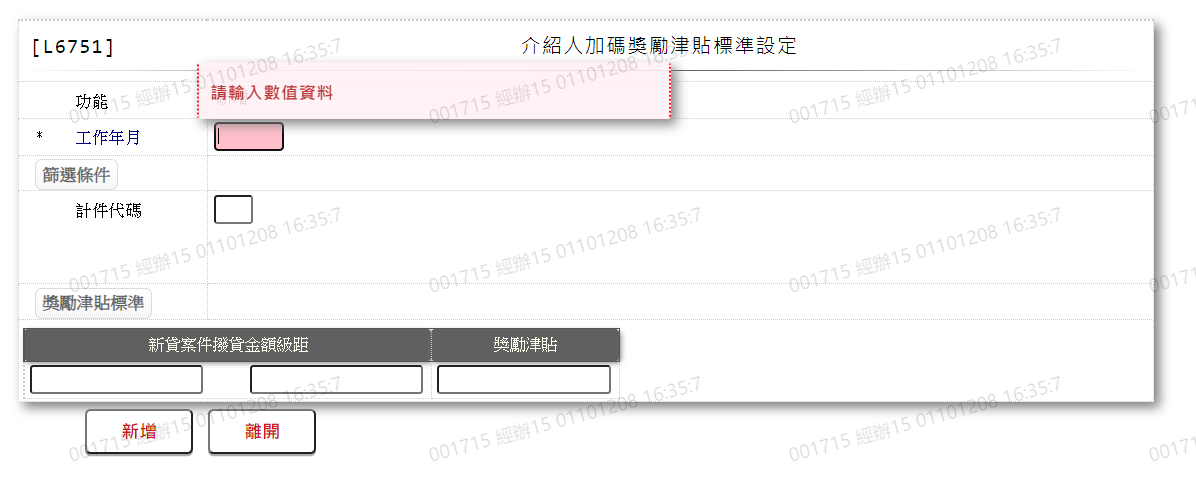 [L6751]
介紹人加碼獎勵津貼標準設定
請輸入數值資料
功能
* 工作年月
篩選條件
計件代碼
獎勵津貼標準
新貸案件撥貸金額級距 獎勵津貼
新增 離開
001715 經辦15 01101208 16:35:7